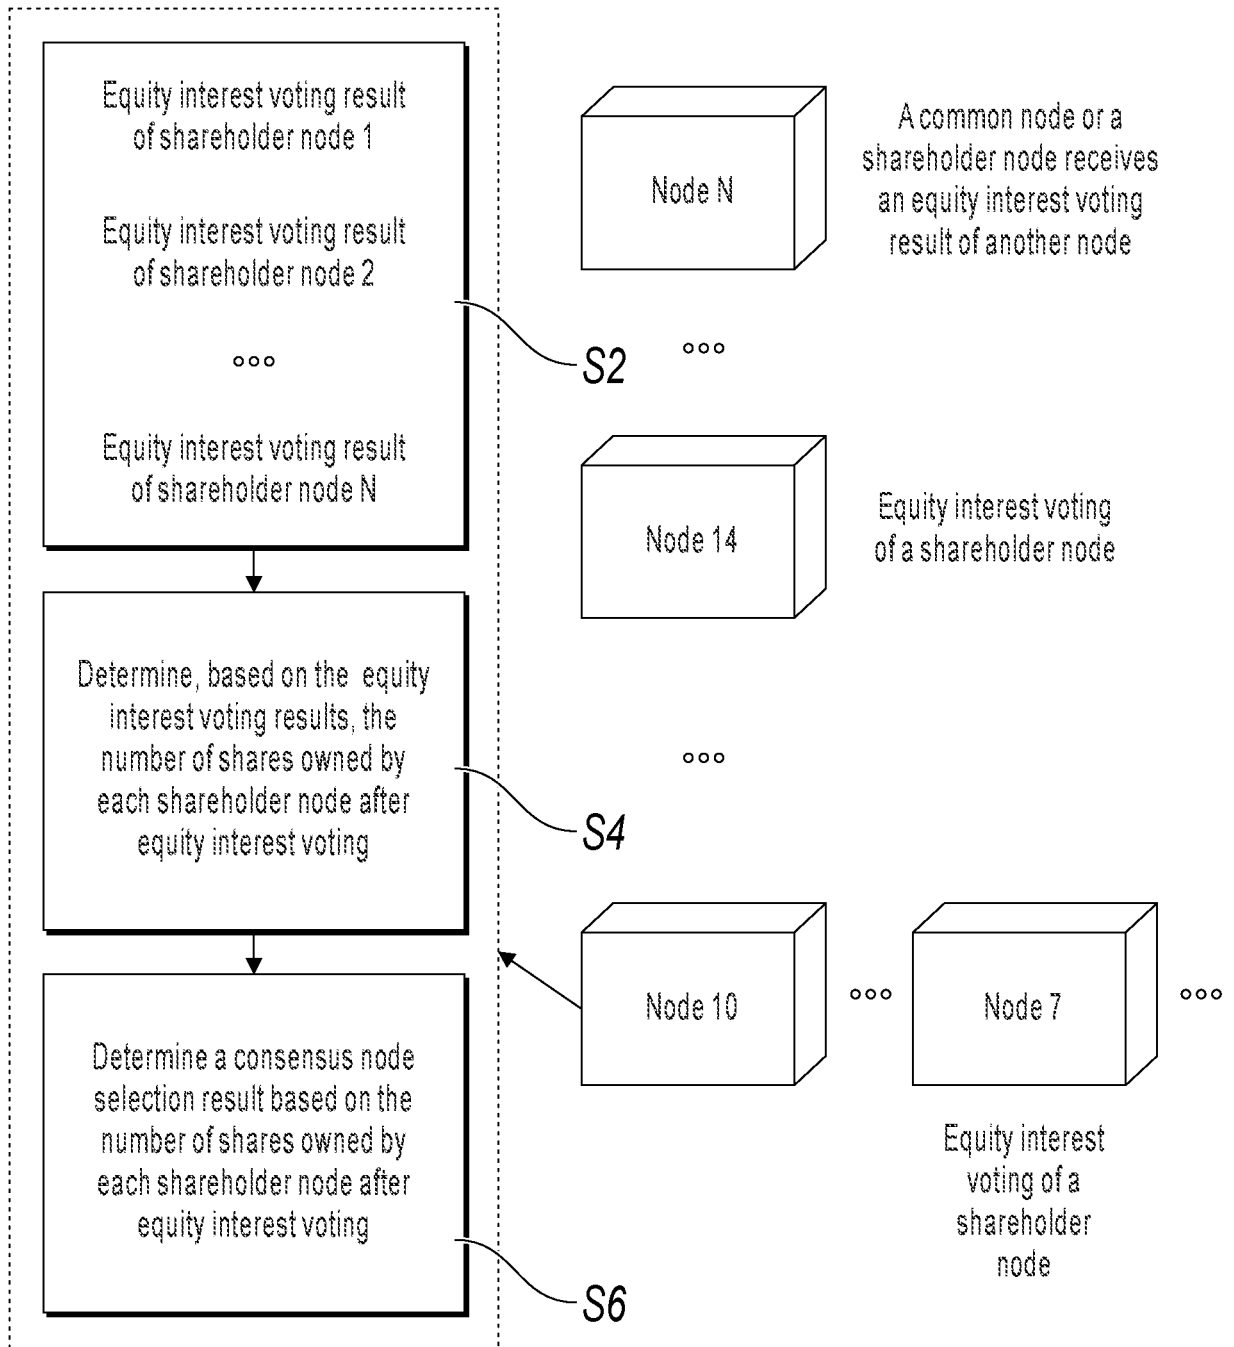 Equity interest voting result
of shareholder node 1
Equity interest voting result
of shareholder node 2
Equity interest voting result
of shareholder node N
S2
Determine, based on the equity
interest voting results, the
number of shares owned by
each shareholder node after
equity interest voting
S4
Determine a consensus node
selection result based on the
number of shares owned by
each shareholder node after
equity interest voting
S6
Node N
A common node or a
shareholder node receives
an equity interest voting
result of another node
Node 14
Equity interest voting
of a shareholder node
Node 10
Node 7
Equity interest
voting of a
shareholder
node